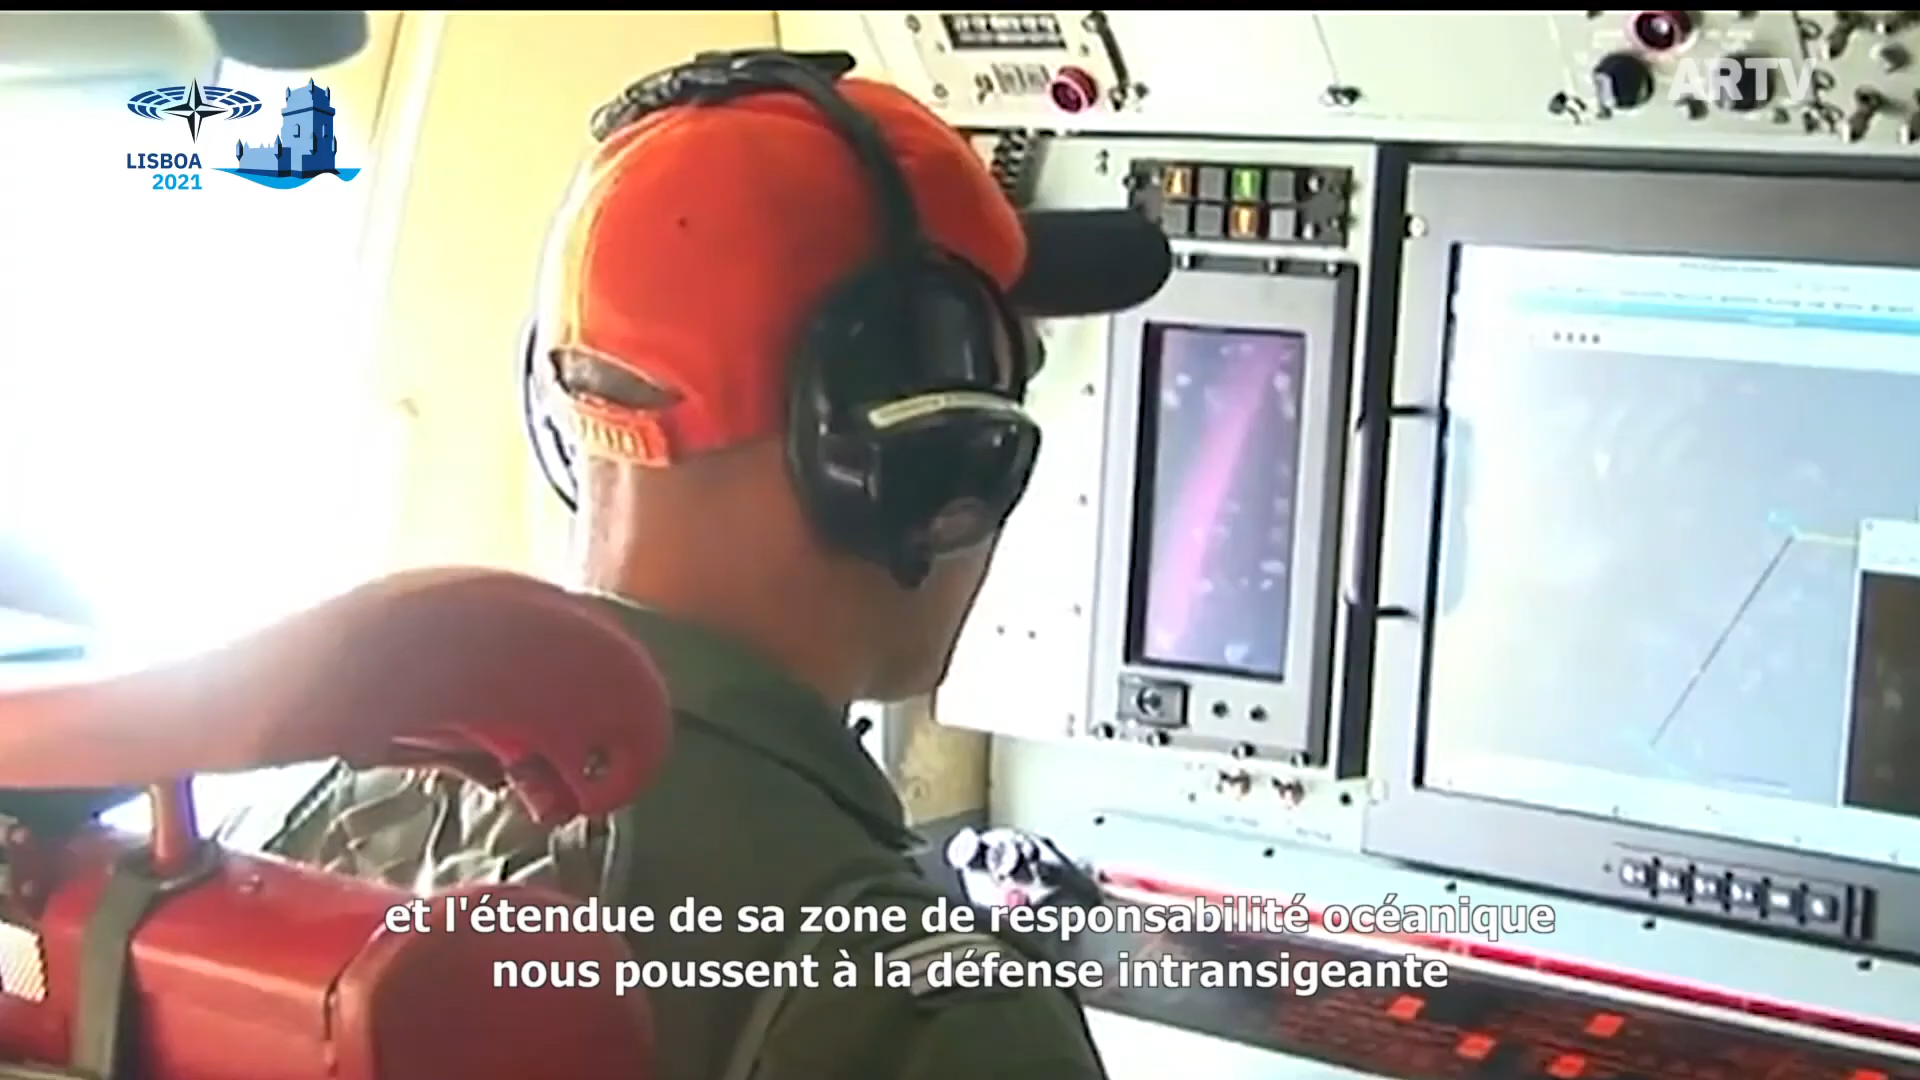 LISBOA
2021
ARTV
et l'étendue de sa zone de responsabilité océanique
nous poussent à la défense intransigeante